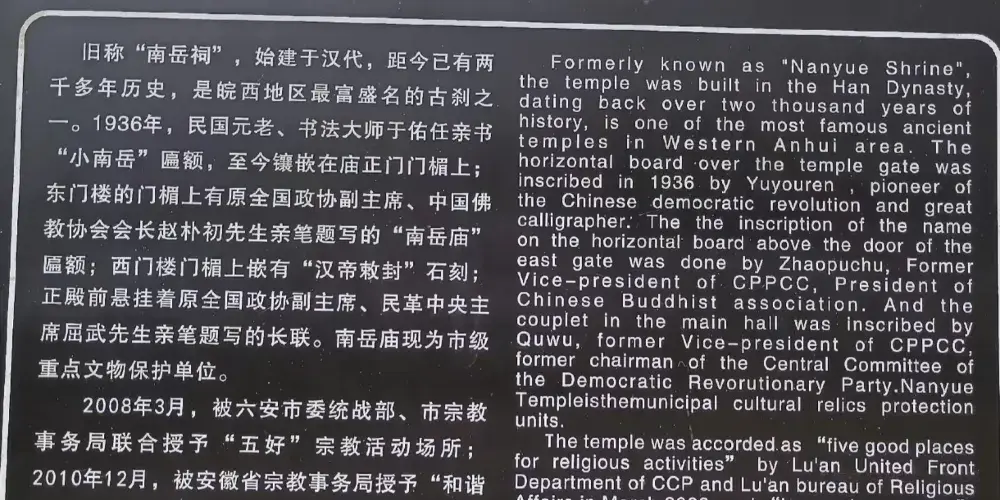 旧称“南岳祠”，始建于汉代，距今已有两
千多年历史，是皖西地区最富盛名的古刹之
一。1936年，民国元老、书法大师于佑任亲书
“小南岳”匾额，至今镶嵌在庙正门门楣上；
东门楼的门楣上有原全国政协副主席、中国佛
教协会会长赵朴初先生亲笔题写的“南岳庙”
匾额；西门楼门楣上嵌有“汉帝敕封”石刻；
正殿前悬挂着原全国政协副主席、民革中央主
席屈武先生亲笔题写的长联。南岳庙现为市级
重点文物保护单位。
2008年3月，被六安市委统战部、市宗教
事务局联合授予“五好”宗教活动场所；
2010年12月，被安徽省宗教事务局授予“和谐
Formerly known as "Nanyue Shrine",
the temple was built in the Han Dynasty,
dating back over two thousand years of
history, is one of the most famous ancient
temples in Western Anhui area. The
horizontal board over the temple gate was
inscribed in 1936 by Yuyouren , pioneer of
the Chinese democratic revolution and great
calligrapher. The the inscription of the name
on the horizontal board above the door of the
east gate was done by Zhaopuchu, Former
Vice-president of CPPCC, President of
Chinese Buddhist association. And the
couplet in the main hall was inscribed by
Quwu, former Vice-president of CPPCC,
former chairman of the Central Committee of
the Democratic Revorutionary Party.Nanyue
Templeisthemunicipal cultural relics protection
units.
The temple was accorded as “five good places
for religious activities” by Lu'an United Front
Department of CCP and Lu'an bureau of Religious